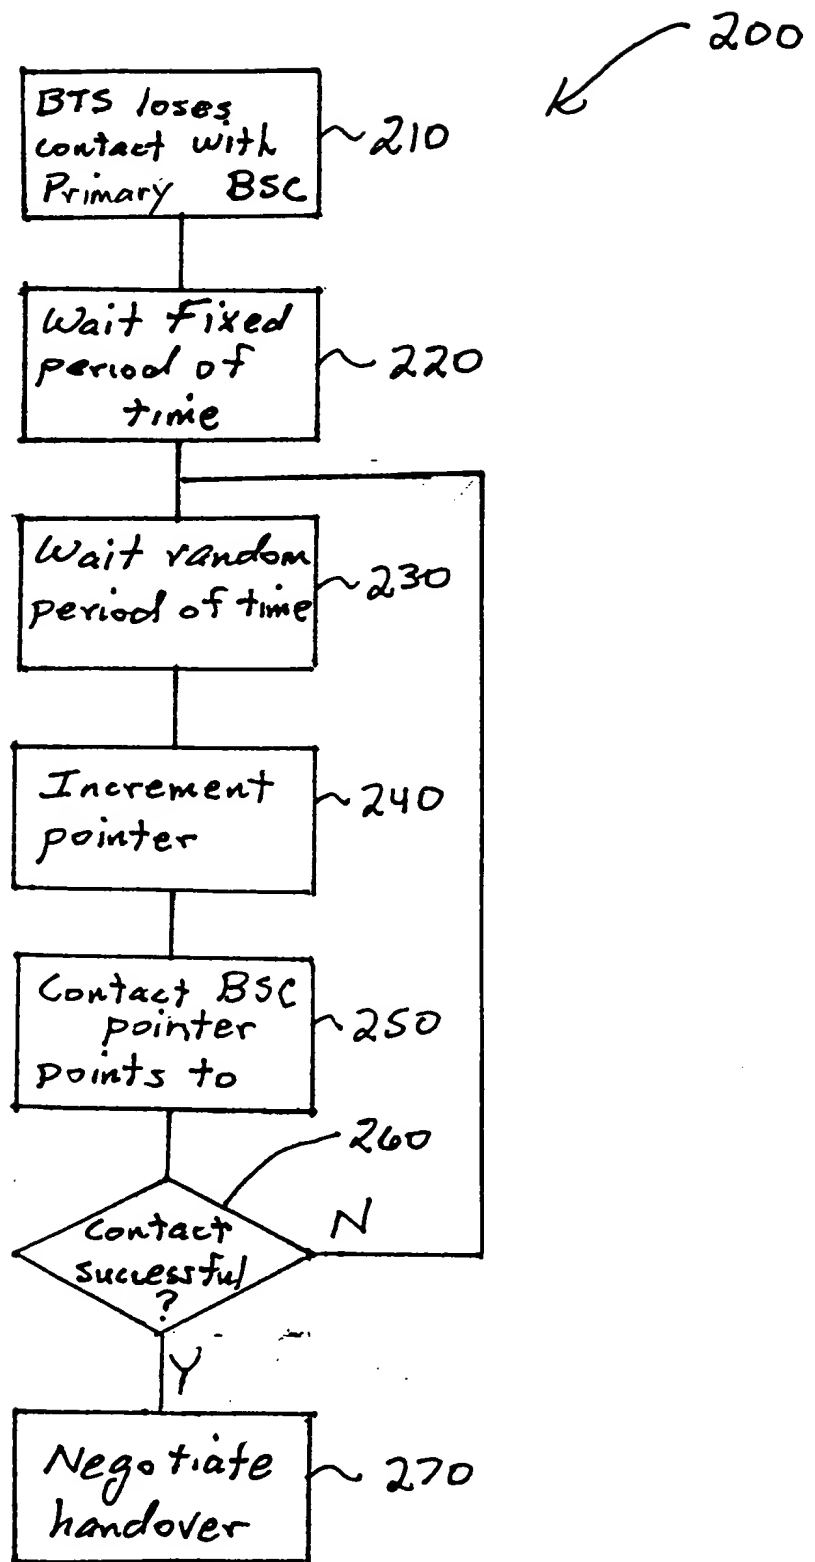 200
BTS loses
contact with
Primary BSC
210
Wait Fixed
period of
time
220
Wait random
period of time
230
Increment
pointer
240
Contact BSC
pointer
points to
250
260
Contact
successful
?
N
Y
Negotiate
handover
270